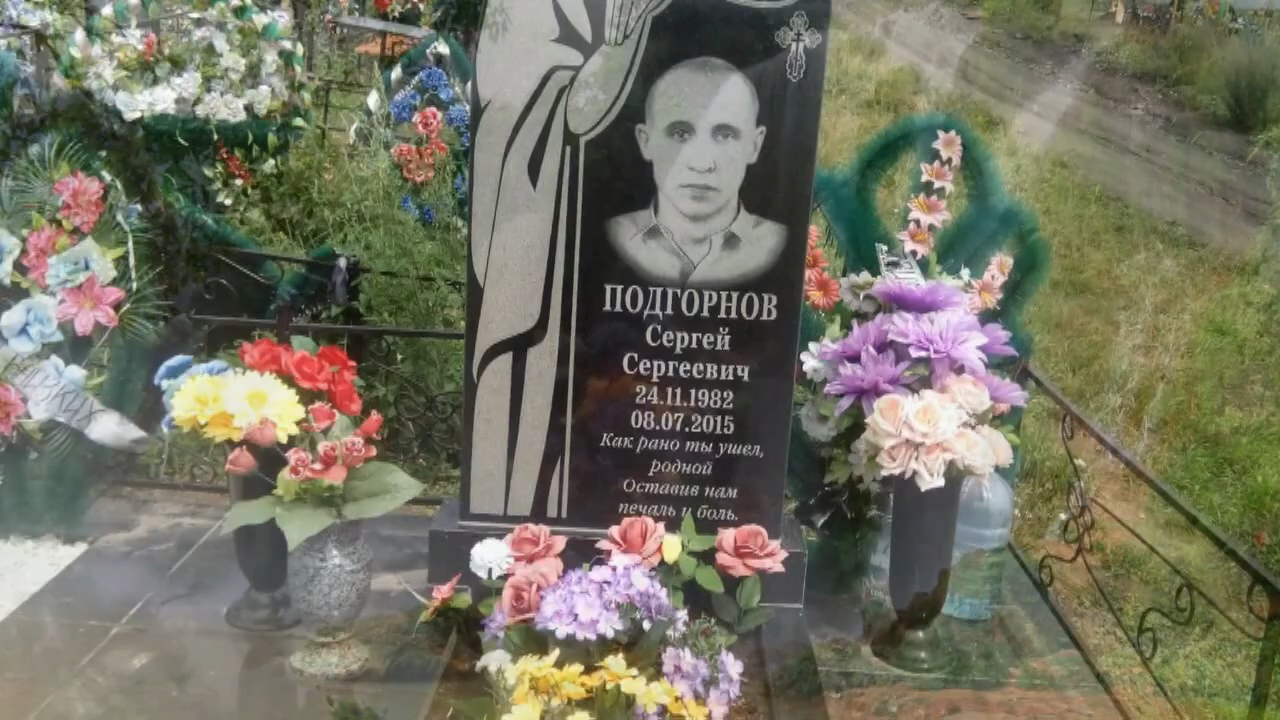 ПОДГОРНОВ
Сергей
Сергеевич
24.11.1982
08.07.2015
Как рано ты ушел,
родной
Оставив нам
печаль и боль.